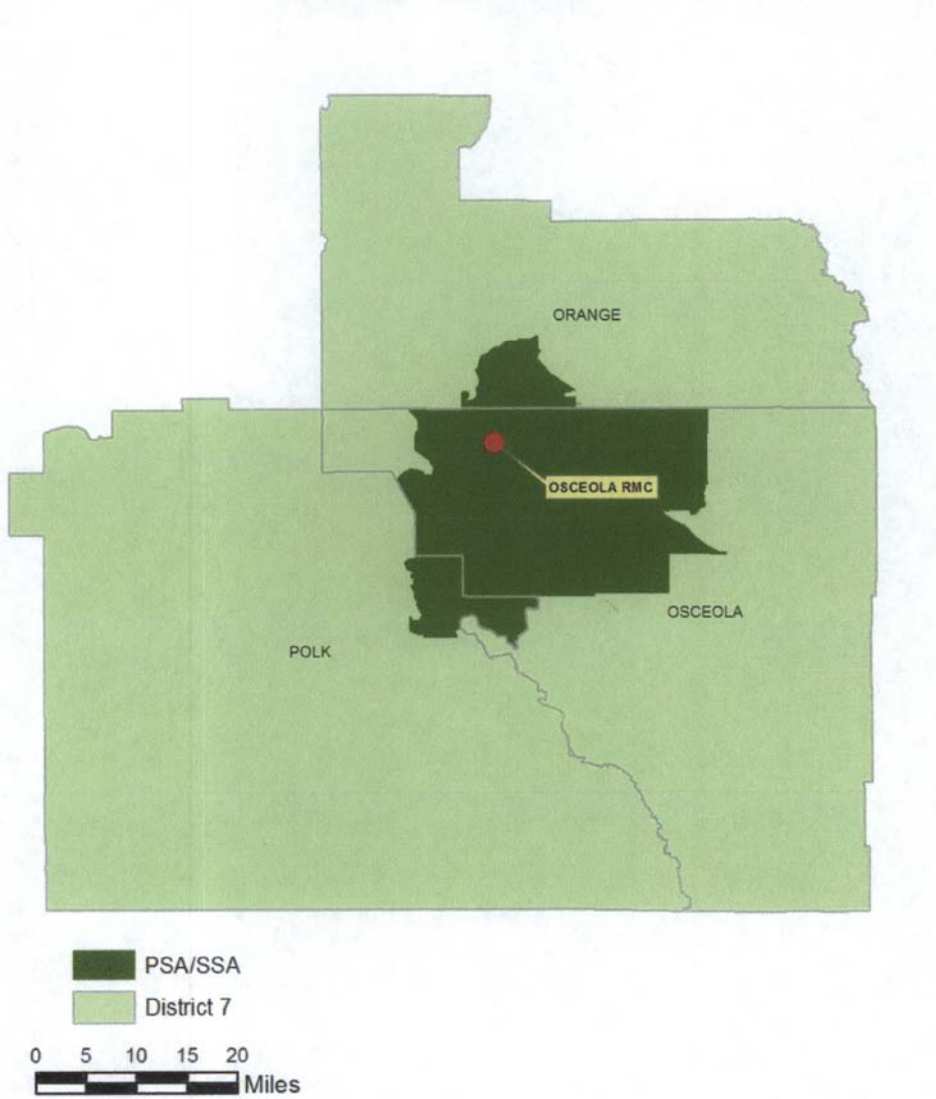 ORANGE
OSCEOLA RMC
OSCEOLA
POLK
PSA/SSA
District 7
0 5 10 15 20
Miles